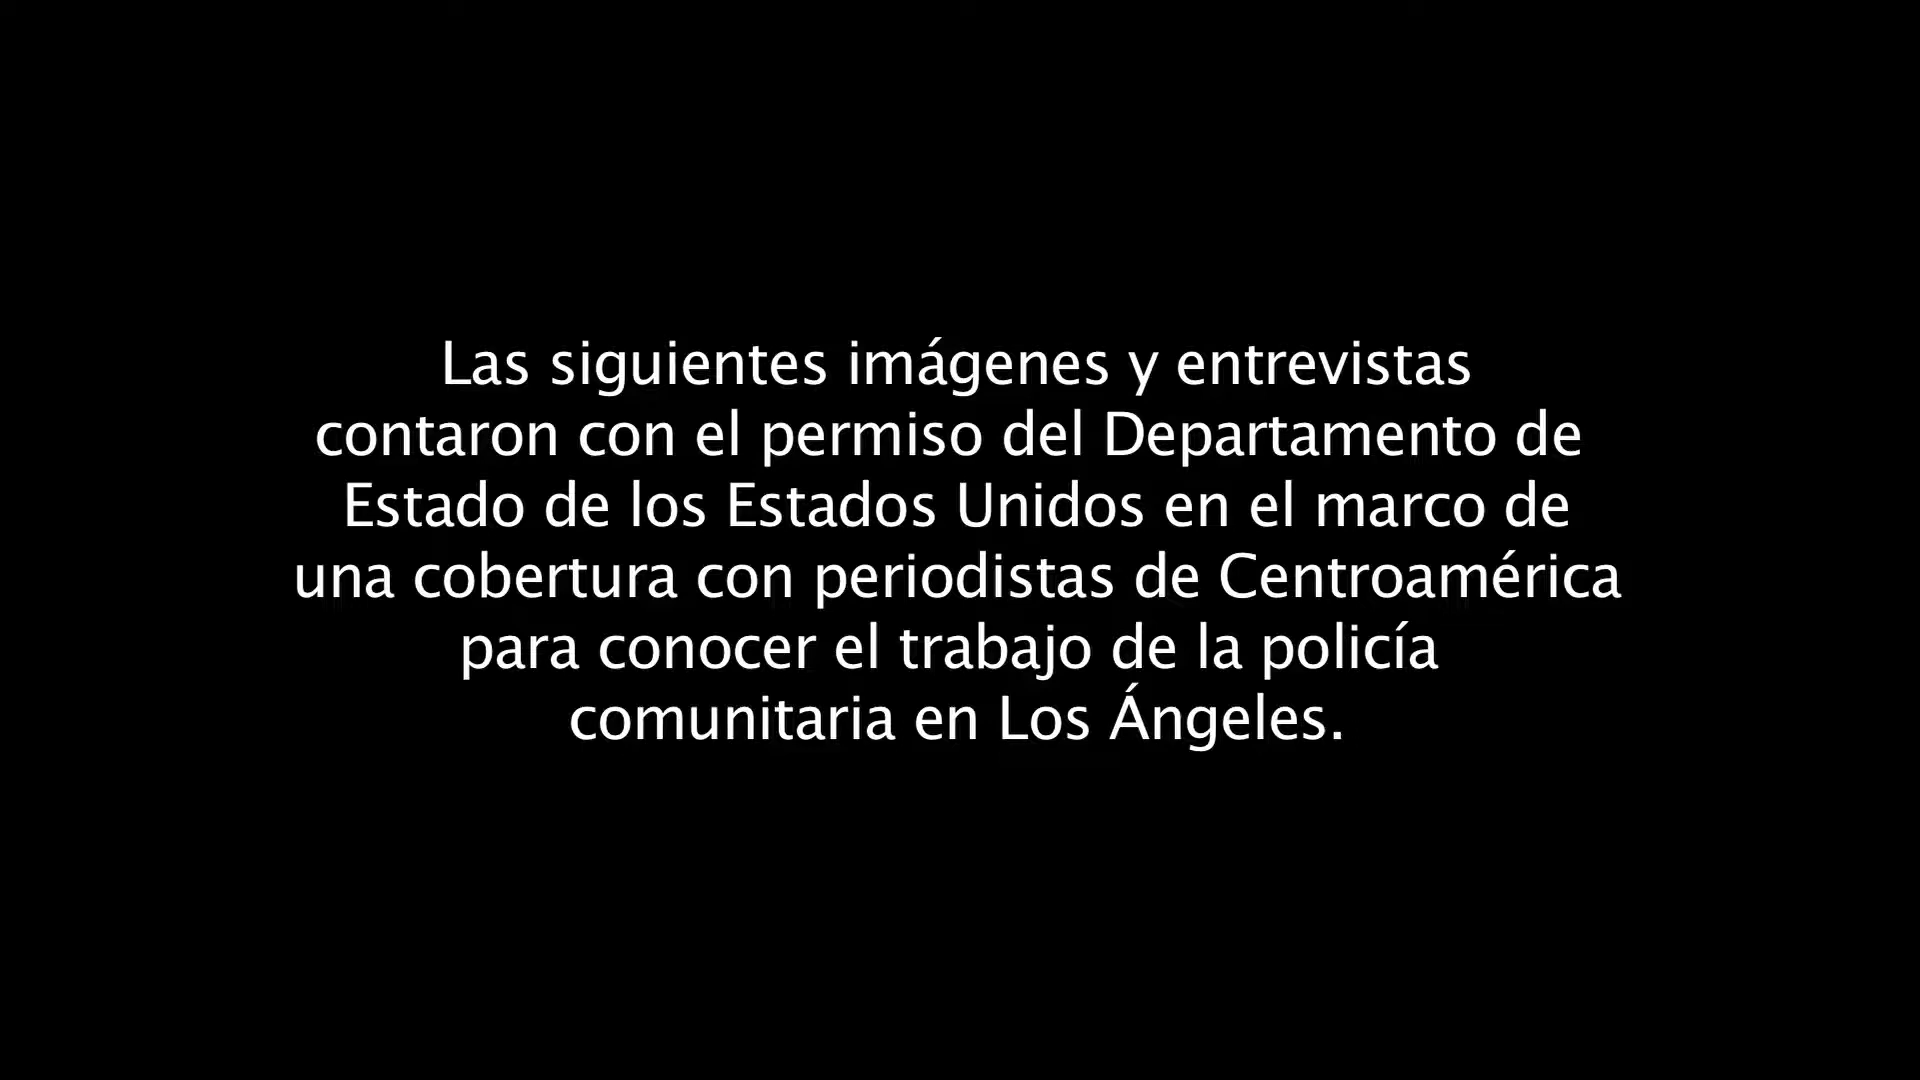 Las siguientes imágenes y entrevistas
contaron con el permiso del Departamento de
Estado de los Estados Unidos en el marco de
una cobertura con periodistas de Centroamérica
para conocer el trabajo de la policía
comunitaria en Los Ángeles.